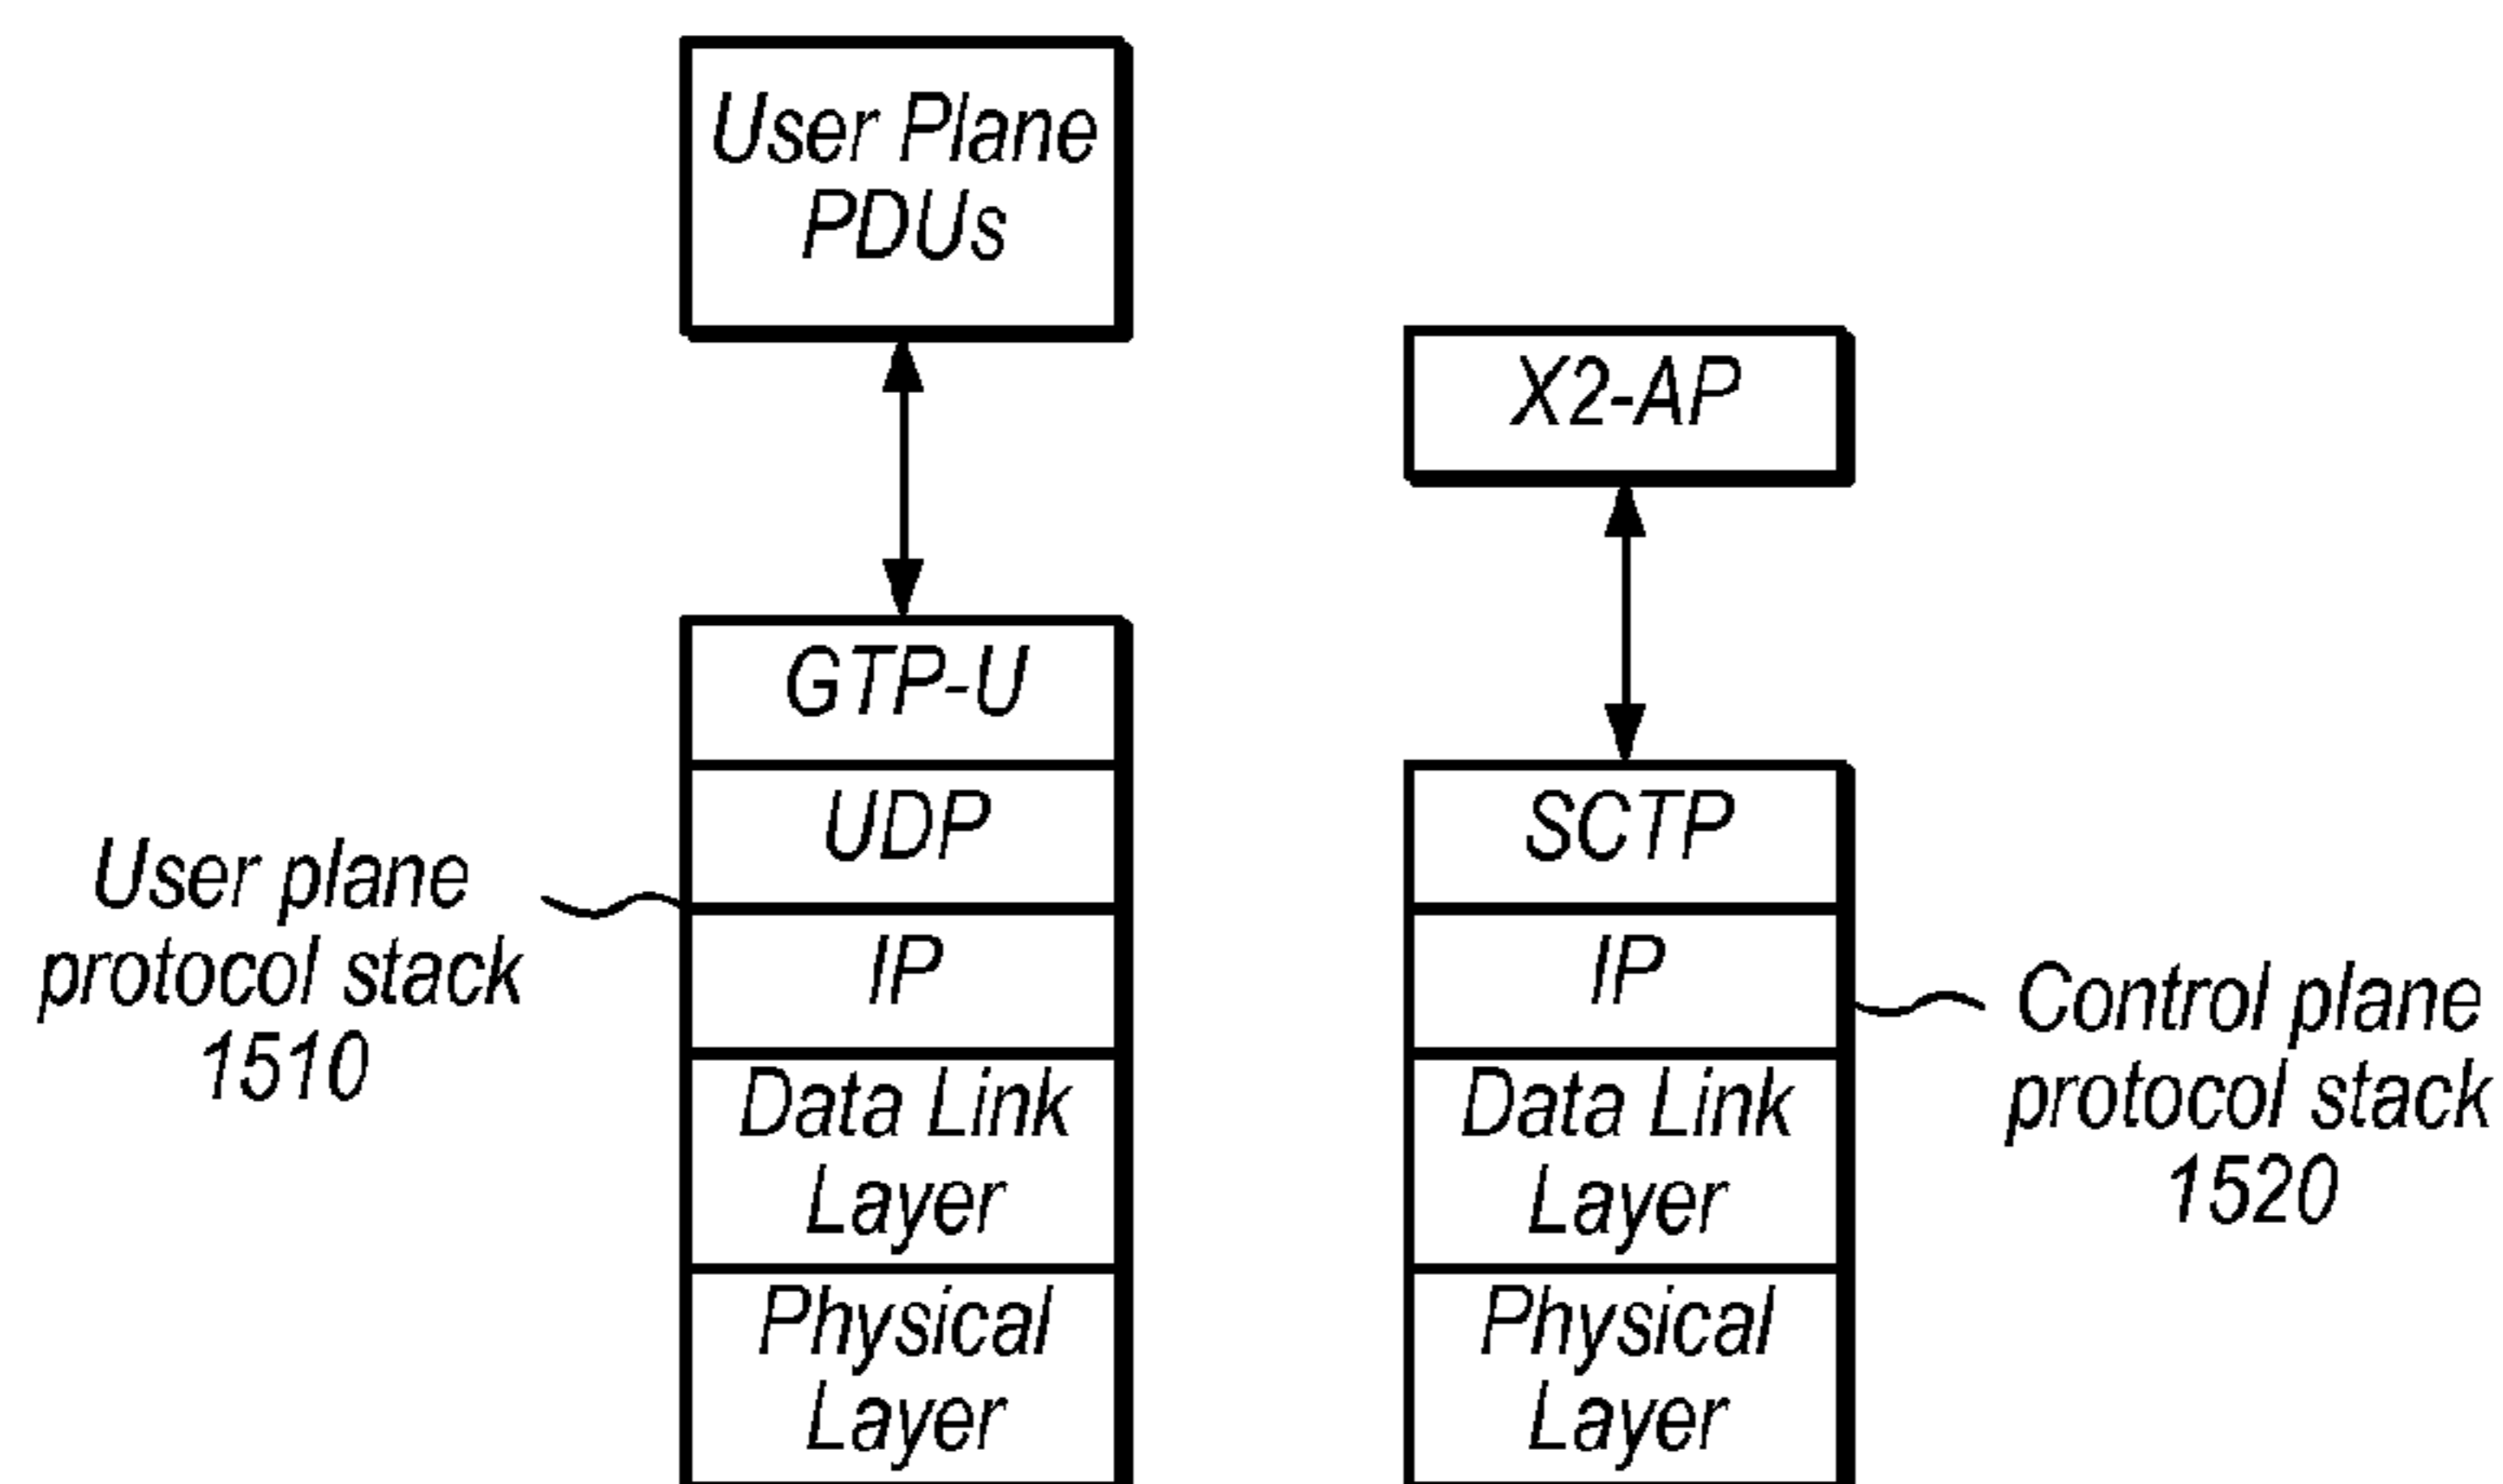 User Plane
PDUs
X2-AP
GTP-U
UDP
IP
Data Link
Layer
Physical
Layer
SCTP
IP
Data Link
Layer
Physical
Layer
User plane
protocol stack
1510
Control plane
protocol stack
1520